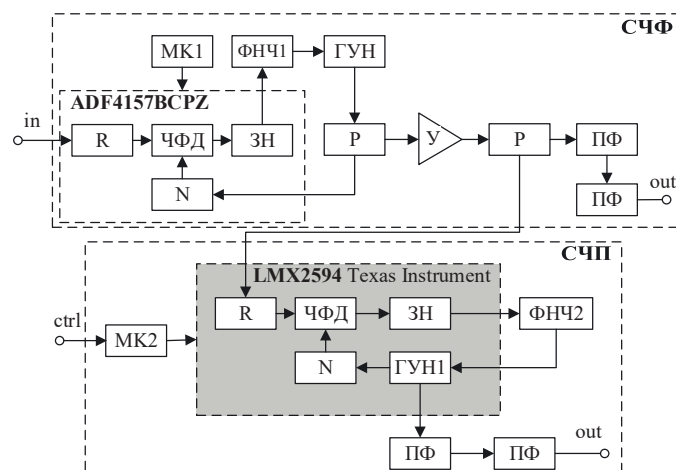 СЧФ
МК1
ФНЧ1
ГУН
ADF4157BCPZ
in
R
ЧФД
ЗН
Р
У
Р
ПФ
N
ПФ
out
СЧП
LMX2594 Texas Instrument
ctrl
МК2
R
ЧФД
ЗН
ФНЧ2
N
ГУН1
ПФ
ПФ
out